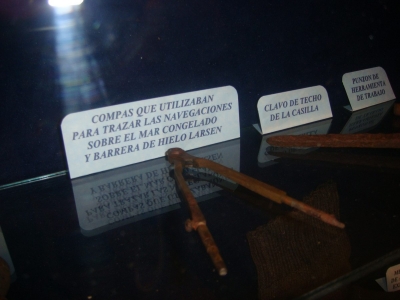 COMPAS QUE UTILIZABAN
PARA TRAZAR LAS NAVEGACIONES
SOBRE EL MAR CONGELADO
Y BARRERA DE HIELO LARSEN
CLAVO DE TECHO
DE LA CASILLA
PUNZON DE
HERRAMIENTA
DE TRABAJO